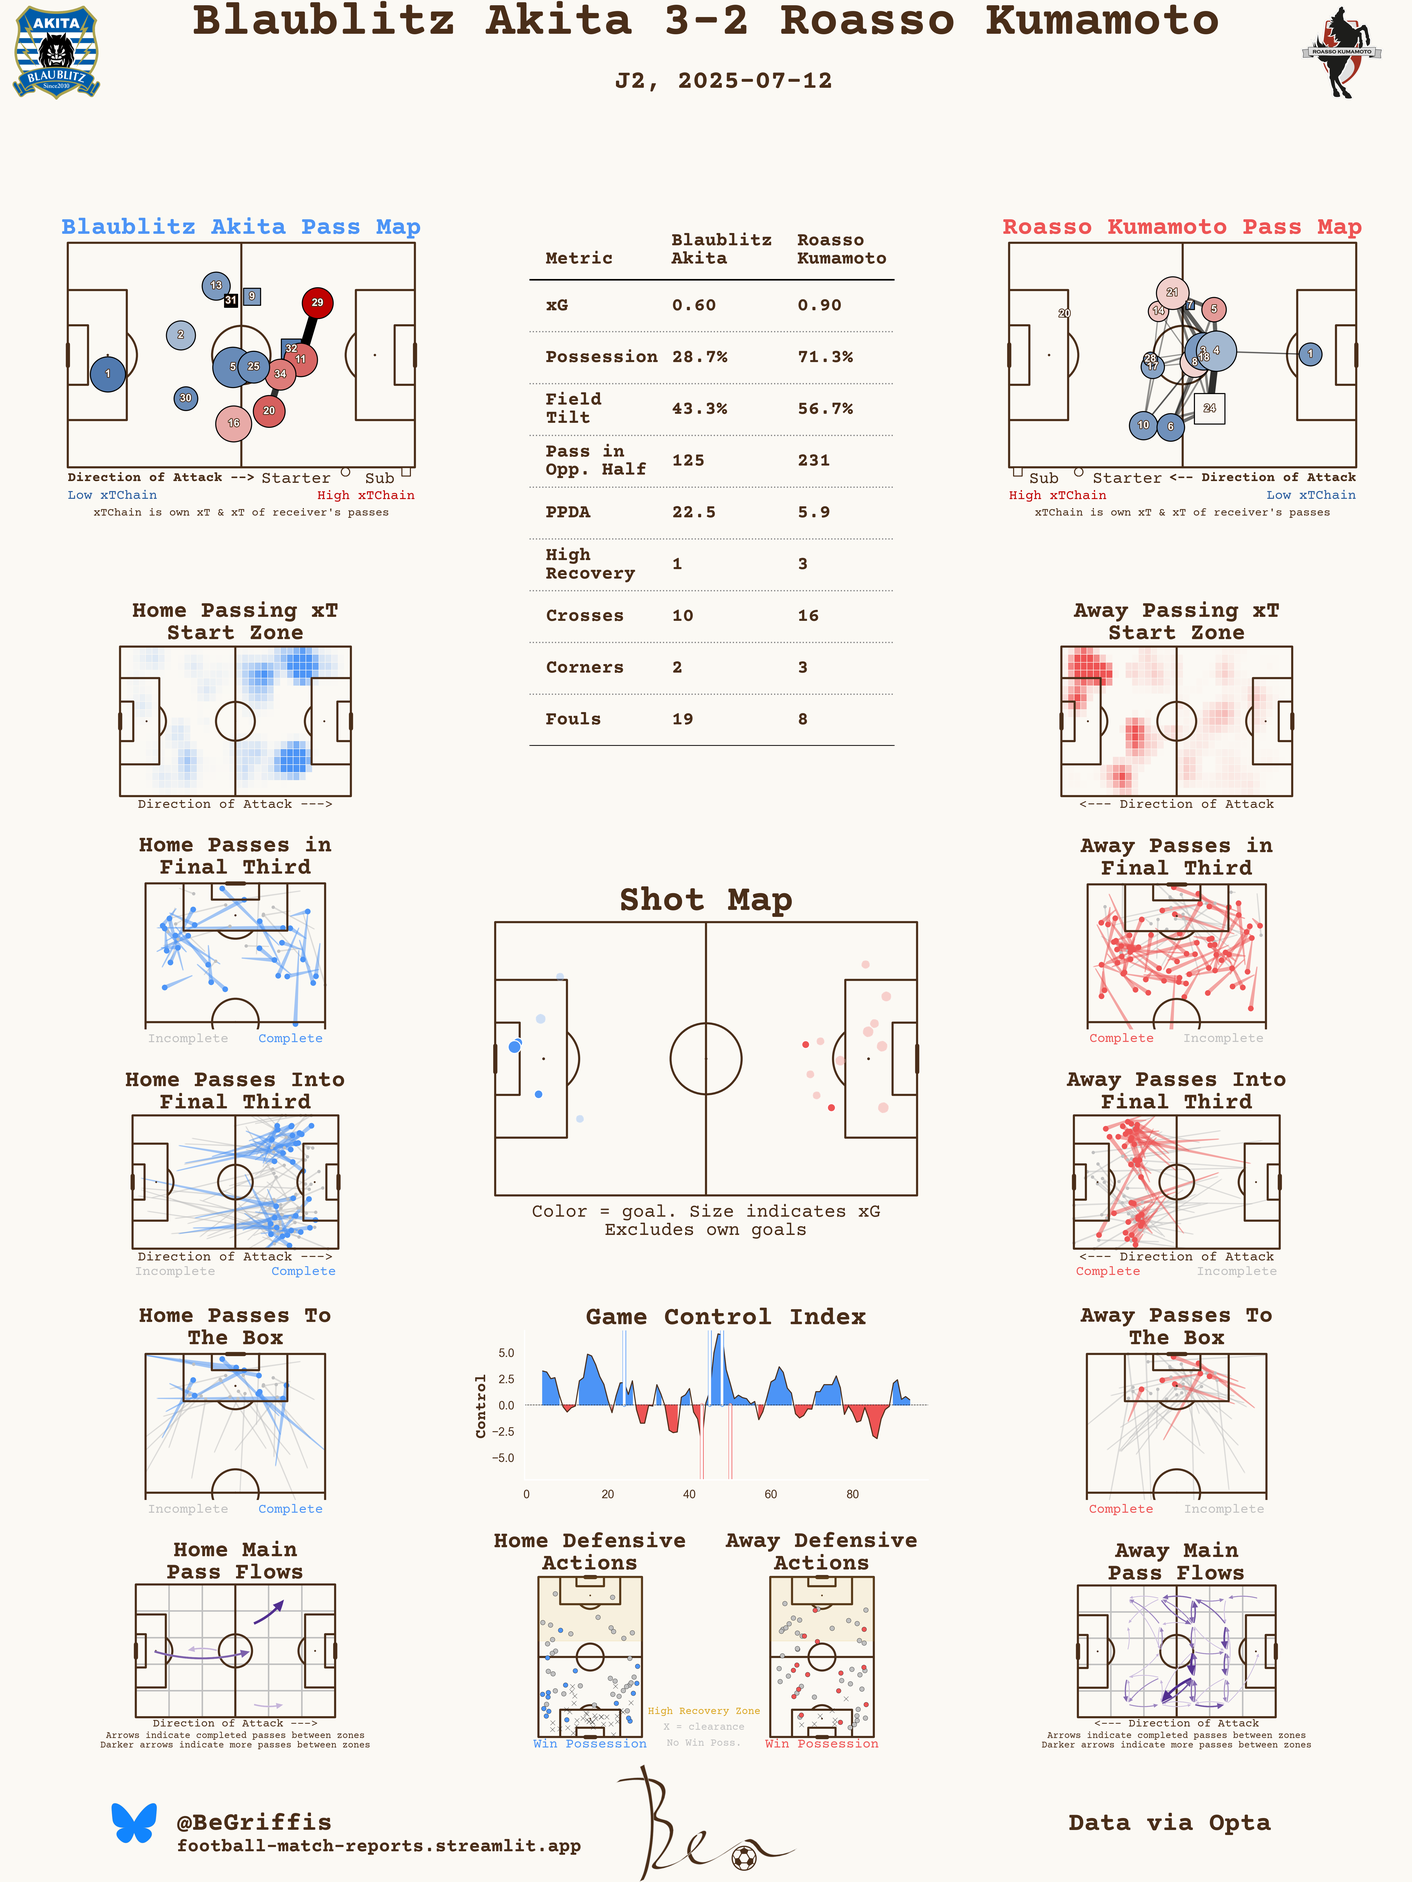 Blaublitz Akita 3-2 Roasso Kumamoto
J2, 2025-07-12
AKITA
BLAUBLITZ
Since2010
ROASSO KUMAMOTO
Blaublitz Akita Pass Map
13
31
9
29
2
32
11
1
5
25
34
30
20
16
Direction of Attack --> Starter Sub
Low xTChain High xTChain
xTChain is own xT & xT of receiver's passes
Metric Blaublitz Akita Roasso Kumamoto
xG 0.60 0.90
Possession 28.7% 71.3%
Field Tilt 43.3% 56.7%
Pass in Opp. Half 125 231
PPDA 22.5 5.9
High Recovery 1 3
Crosses 10 16
Corners 2 3
Fouls 19 8
Roasso Kumamoto Pass Map
21
7
14
5
20
3
4
1
28
18
8
17
24
10
6
Sub Starter <-- Direction of Attack
High xTChain Low xTChain
xTChain is own xT & xT of receiver's passes
Home Passing xT
Start Zone
Direction of Attack --->
Away Passing xT
Start Zone
<--- Direction of Attack
Home Passes in
Final Third
Incomplete Complete
Away Passes in
Final Third
Complete Incomplete
Shot Map
Color = goal. Size indicates xG
Excludes own goals
Home Passes Into
Final Third
Direction of Attack --->
Incomplete Complete
Away Passes Into
Final Third
<--- Direction of Attack
Complete Incomplete
Home Passes To
The Box
Incomplete Complete
Game Control Index
Control
5.0
2.5
0.0
−2.5
−5.0
0 20 40 60 80
Away Passes To
The Box
Complete Incomplete
Home Main
Pass Flows
Direction of Attack --->
Arrows indicate completed passes between zones
Darker arrows indicate more passes between zones
Home Defensive
Actions
Win Possession
High Recovery Zone
X = clearance
No Win Poss.
Away Defensive
Actions
Win Possession
Away Main
Pass Flows
<--- Direction of Attack
Arrows indicate completed passes between zones
Darker arrows indicate more passes between zones
@BeGriffis
football-match-reports.streamlit.app
Ben
Data via Opta